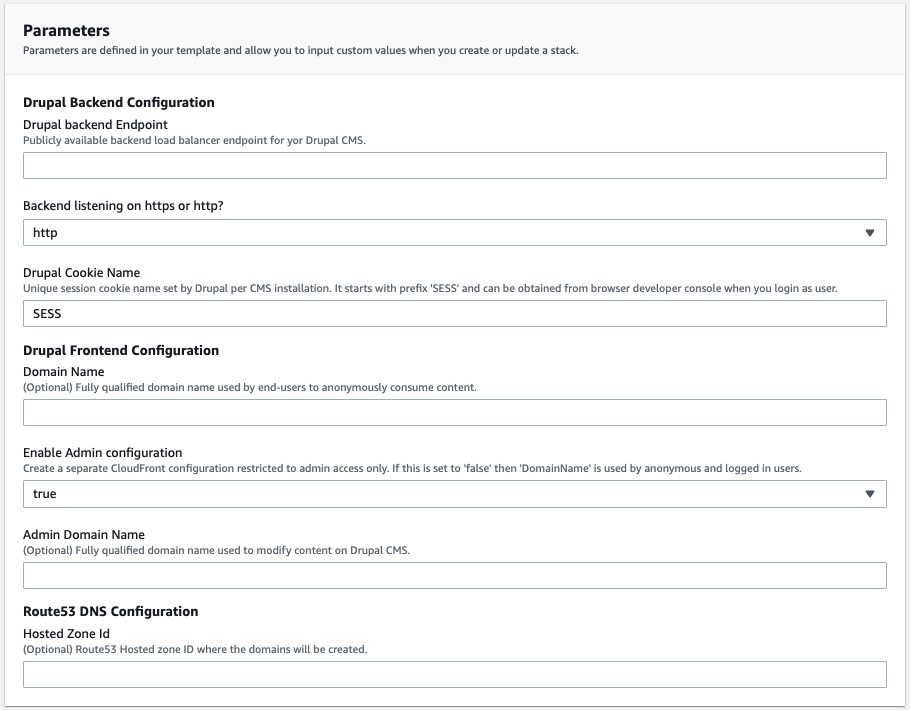 Parameters
Parameters are defined in your template and allow you to input custom values when you create or update a stack.
Drupal Backend Configuration
Drupal backend Endpoint
Publicly available backend load balancer endpoint for yor Drupal CMS.
Backend listening on https or http?
http
Drupal Cookie Name
Unique session cookie name set by Drupal per CMS installation. It starts with prefix 'SESS' and can be obtained from browser developer console when you login as user.
SESS
Drupal Frontend Configuration
Domain Name
(Optional) Fully qualified domain name used by end-users to anonymously consume content.
Enable Admin configuration
Create a separate CloudFront configuration restricted to admin access only. If this is set to 'false' then 'DomainName' is used by anonymous and logged in users.
true
Admin Domain Name
(Optional) Fully qualified domain name used to modify content on Drupal CMS.
Route53 DNS Configuration
Hosted Zone Id
(Optional) Route53 Hosted zone ID where the domains will be created.